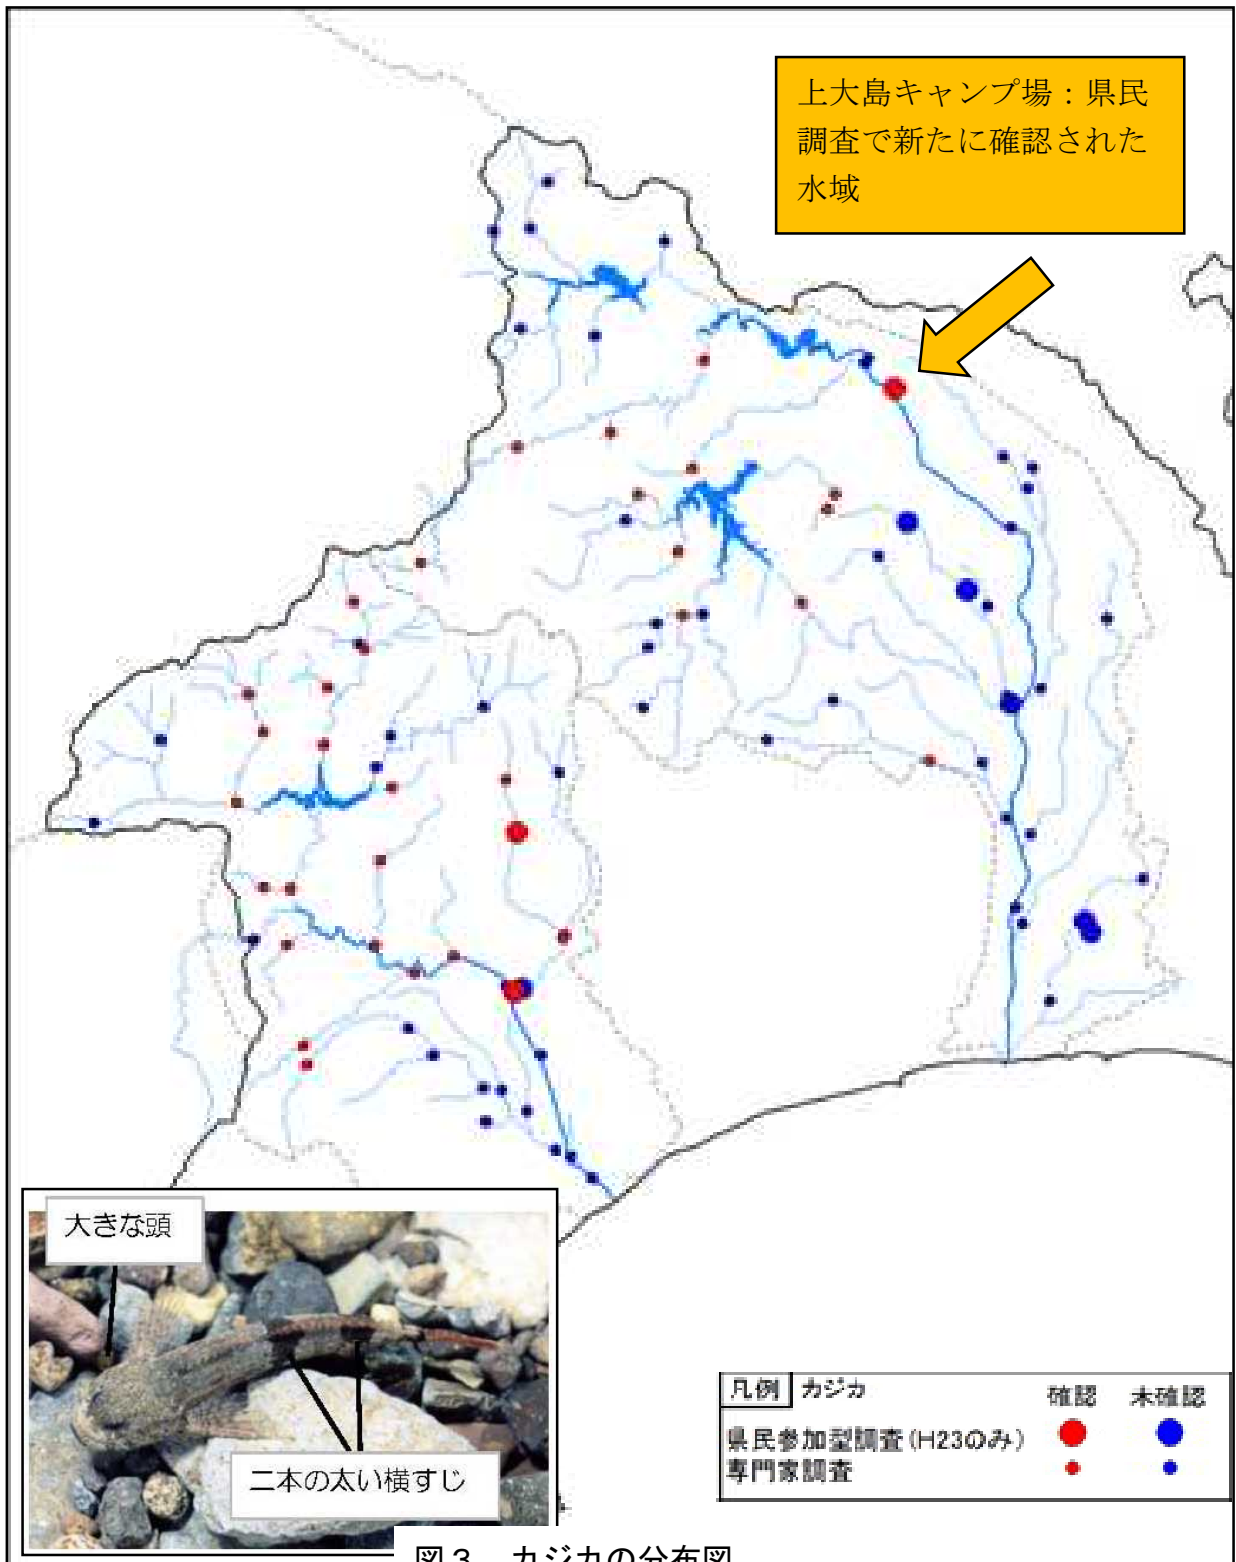 上大島キャンプ場：県民
調査で新たに確認された
水域
大きな頭
二本の太い横すじ
凡例 カジカ 確認 未確認
県民参加型調査(H23のみ)
専門家調査
図３ カジカの分布図